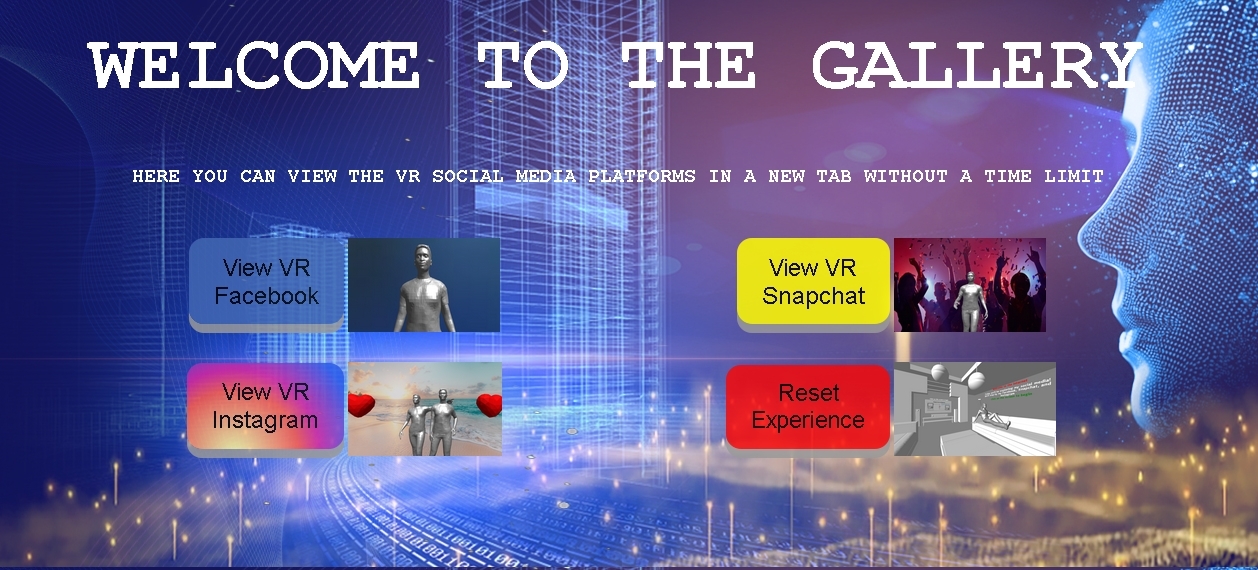 WELCOME TO THE GALLERY
HERE YOU CAN VIEW THE VR SOCIAL MEDIA PLATFORMS IN A NEW TAB WITHOUT A TIME LIMIT
View VR
Facebook
View VR
Snapchat
View VR
Instagram
Reset
Experience